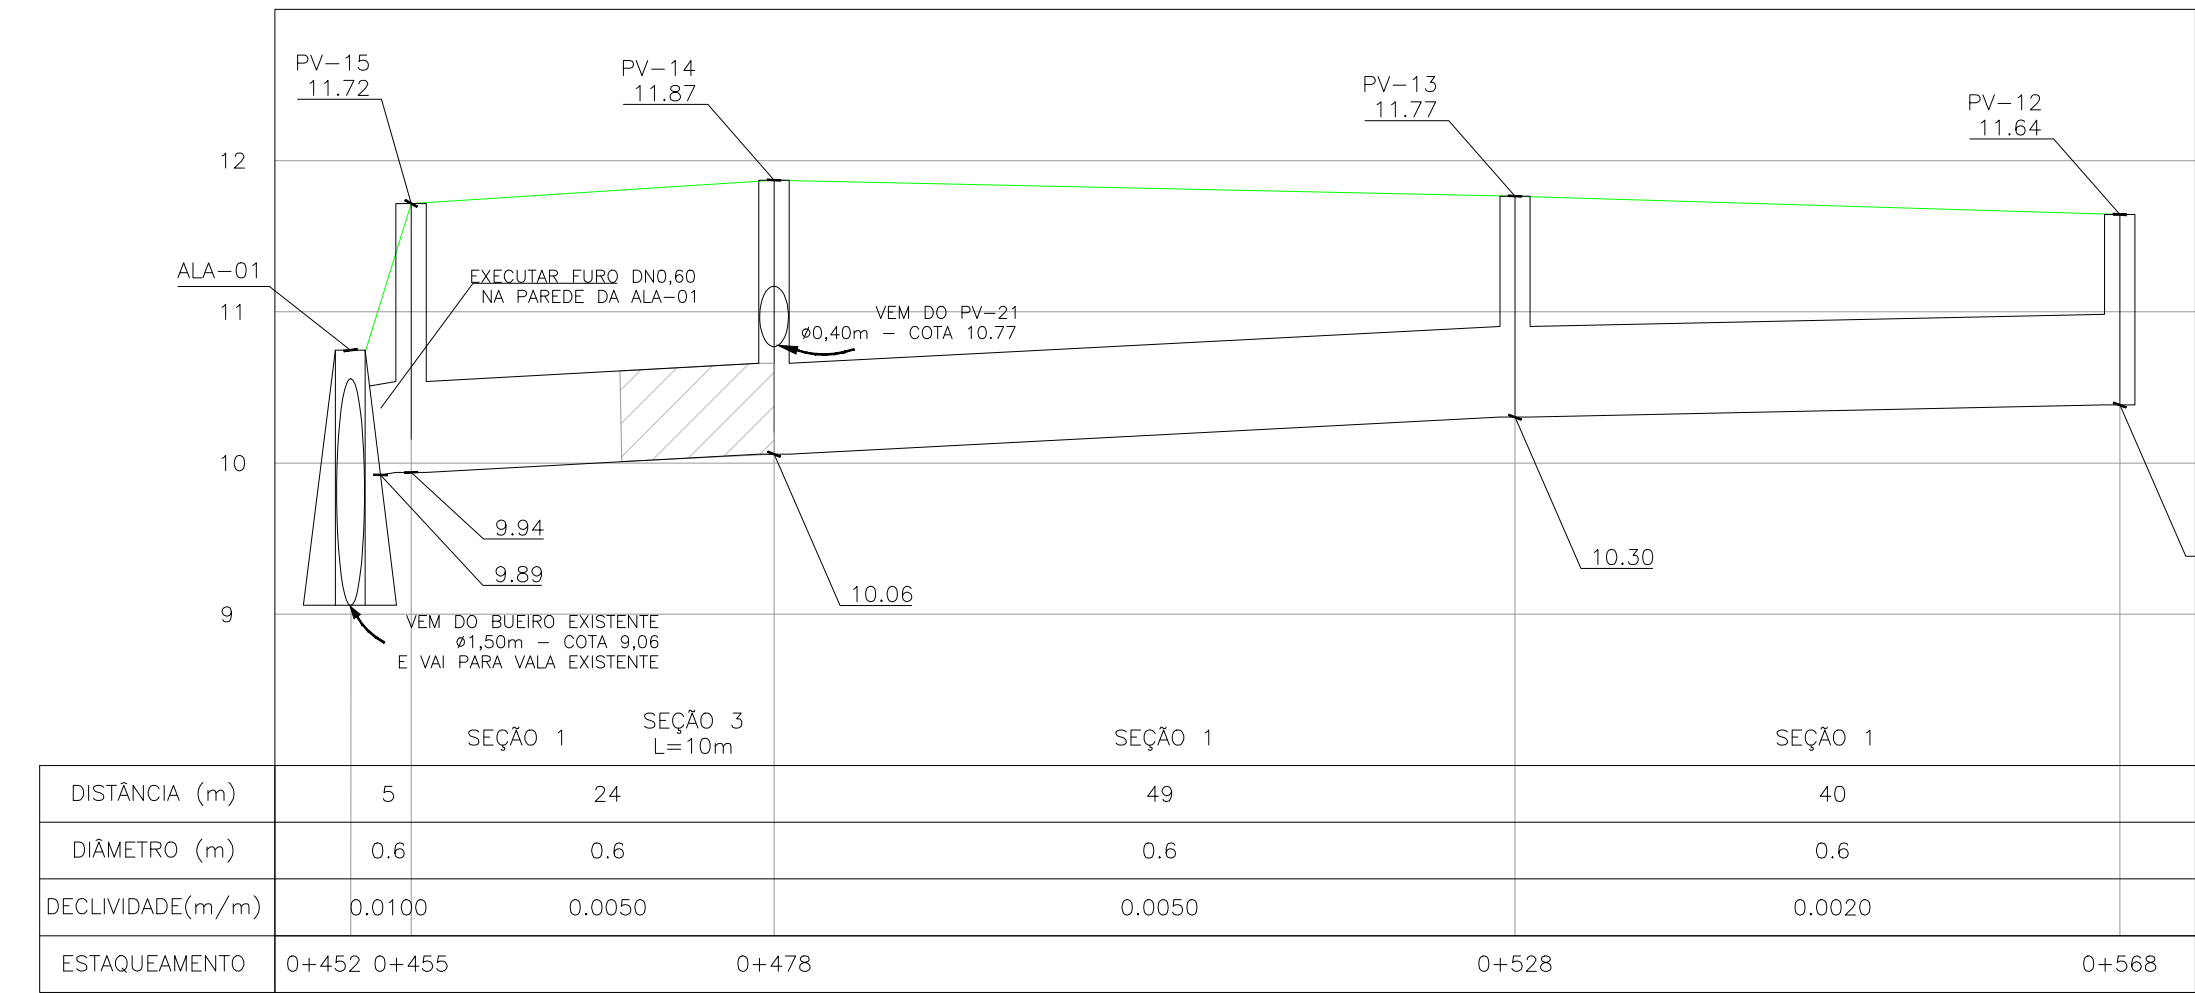 PV-15
11.72
PV-14
11.87
PV-13
11.77
PV-12
11.64
12
ALA-01
EXECUTAR FURO DN0,60
NA PAREDE DA ALA-01
11
VEM DO PV-21
ø0,40m - COTA 10.77
10
9.94
9.89
10.06
10.30
9
VEM DO BUEIRO EXISTENTE
ø1,50m - COTA 9,06
E VAI PARA VALA EXISTENTE
SEÇÃO 1
SEÇÃO 3
L=10m
SEÇÃO 1
SEÇÃO 1
DISTÂNCIA (m) 5 24 49 40
DIÂMETRO (m) 0.6 0.6 0.6 0.6
DECLIVIDADE(m/m) 0.0100 0.0050 0.0050 0.0020
ESTAQUEAMENTO 0+452 0+455 0+478 0+528 0+568